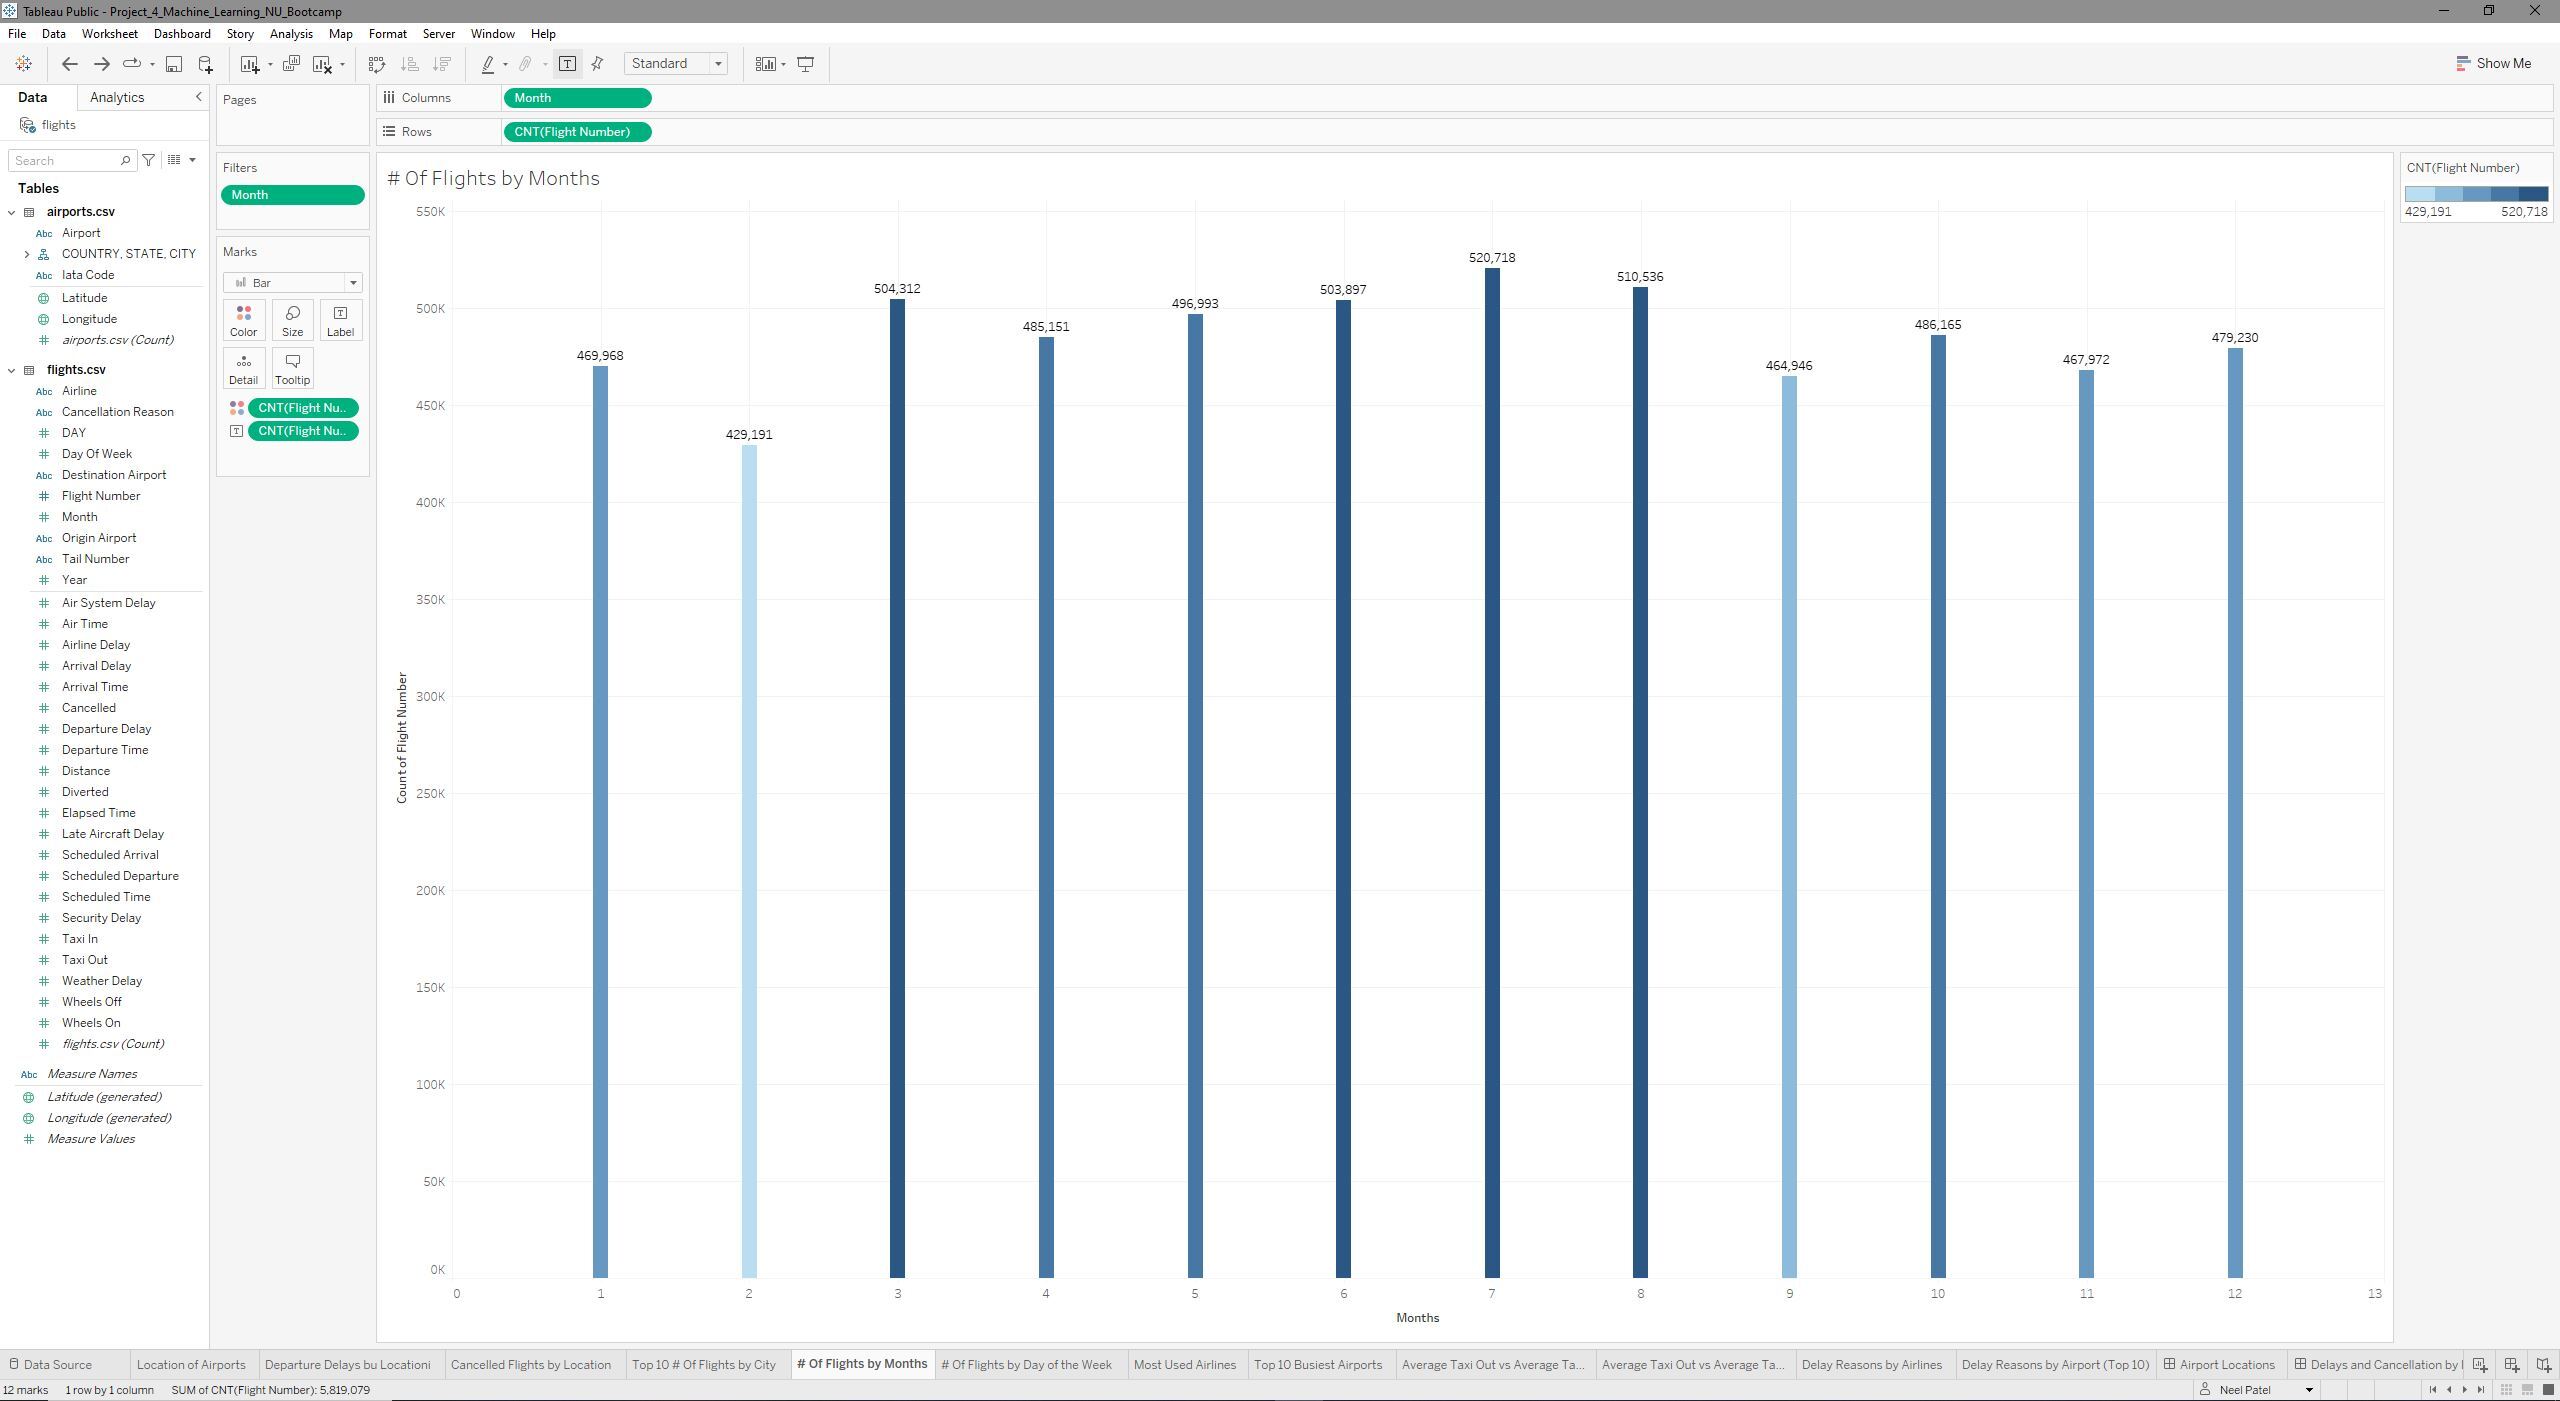 Tableau Public - Project_4_Machine_Learning_NU_Bootcamp
File Data Worksheet Dashboard Story Analysis Map Format Server Window Help
Standard
Show Me
Data Analytics
flights
Search
Tables
airports.csv
Abc Airport
COUNTRY, STATE, CITY
Abc Iata Code
Latitude
Longitude
# airports.csv (Count)
flights.csv
Abc Airline
Abc Cancellation Reason
# DAY
# Day Of Week
Abc Destination Airport
# Flight Number
# Month
Abc Origin Airport
Abc Tail Number
# Year
# Air System Delay
# Air Time
# Airline Delay
# Arrival Delay
# Arrival Time
# Cancelled
# Departure Delay
# Departure Time
# Distance
# Diverted
# Elapsed Time
# Late Aircraft Delay
# Scheduled Arrival
# Scheduled Departure
# Scheduled Time
# Security Delay
# Taxi In
# Taxi Out
# Weather Delay
# Wheels Off
# Wheels On
# flights.csv (Count)
Abc Measure Names
Latitude (generated)
Longitude (generated)
# Measure Values
Pages
Filters
Month
Marks
Bar
Color Size Label
Detail Tooltip
CNT(Flight Nu..
T CNT(Flight Nu..
Columns Month
Rows CNT(Flight Number)
# Of Flights by Months
550K
500K
450K
400K
350K
300K
250K
200K
150K
100K
50K
0K
Count of Flight Number
469,968
429,191
504,312
485,151
496,993
503,897
520,718
510,536
464,946
486,165
467,972
479,230
0 1 2 3 4 5 6 7 8 9 10 11 12 13
Months
CNT(Flight Number)
429,191 520,718
Data Source Location of Airports Departure Delays bu Locationi Cancelled Flights by Location Top 10 # Of Flights by City # Of Flights by Months # Of Flights by Day of the Week Most Used Airlines Top 10 Busiest Airports Average Taxi Out vs Average Ta... Average Taxi Out vs Average Ta... Delay Reasons by Airlines Delay Reasons by Airport (Top 10) Airport Locations Delays and Cancellation by l
12 marks 1 row by 1 column SUM of CNT(Flight Number): 5,819,079
Neel Patel